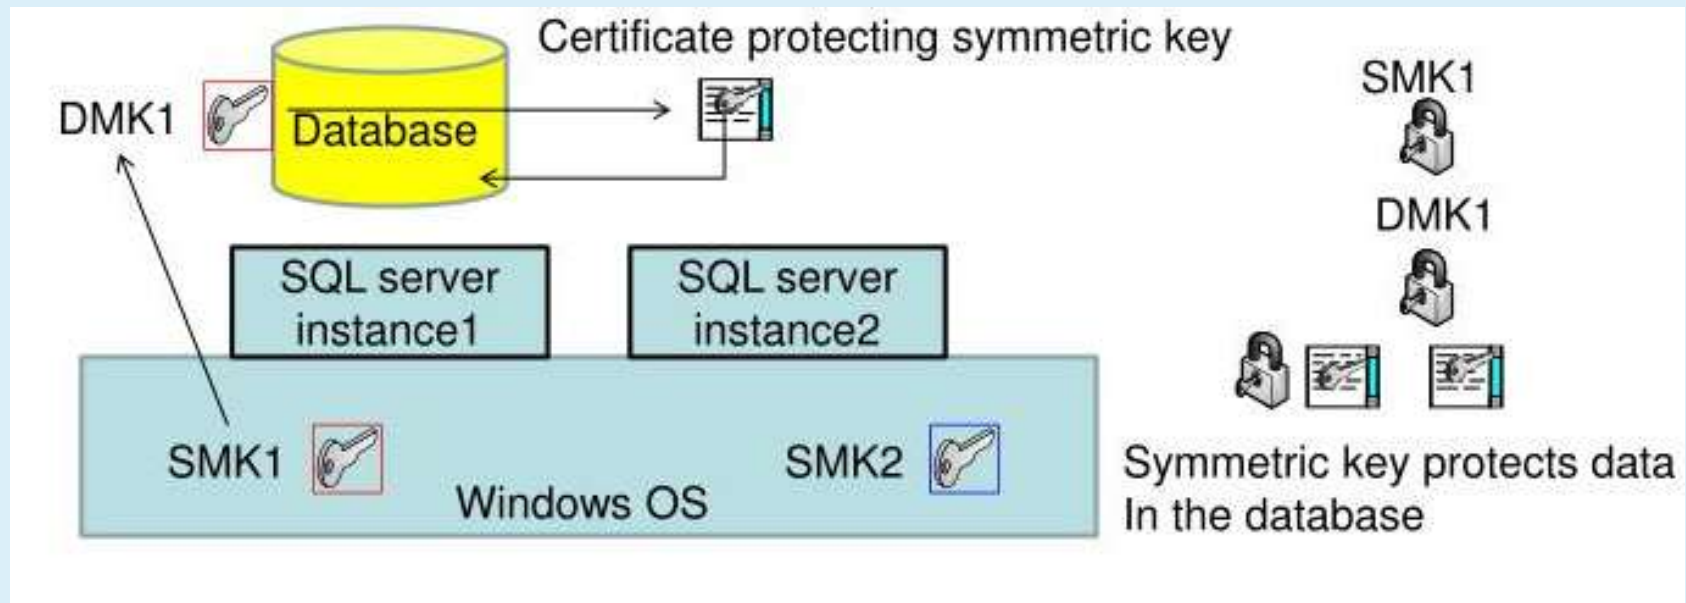 Certificate protecting symmetric key
DMK1
Database
SMK1
DMK1
SQL server
instance1
SQL server
instance2
SMK1
SMK2
Windows OS
Symmetric key protects data
In the database